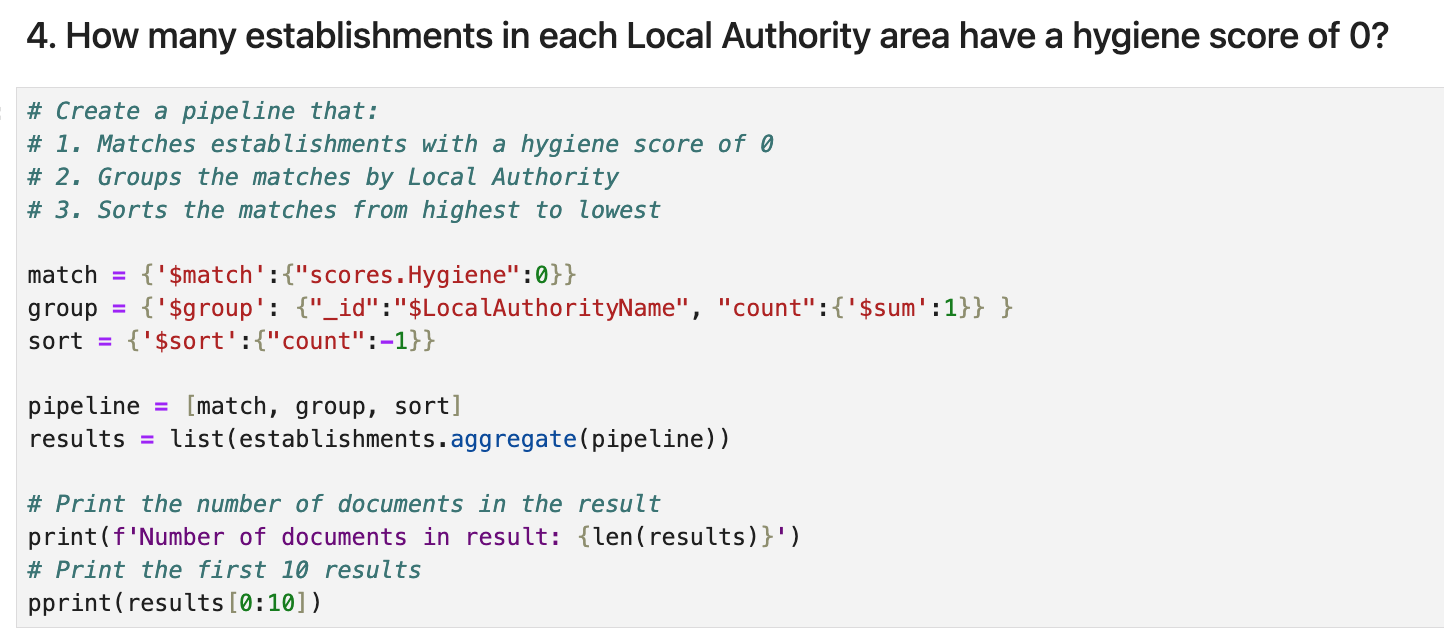 4. How many establishments in each Local Authority area have a hygiene score of 0?
# Create a pipeline that:
# 1. Matches establishments with a hygiene score of 0
# 2. Groups the matches by Local Authority
# 3. Sorts the matches from highest to lowest
match = {'$match':{"scores.Hygiene":0}}
group = {'$group': {"_id":"$LocalAuthorityName", "count":{'$sum':1}} }
sort = {'$sort':{"count":-1}}
pipeline = [match, group, sort]
results = list(establishments.aggregate(pipeline))
# Print the number of documents in the result
print(f'Number of documents in result: {len(results)}')
# Print the first 10 results
pprint(results[0:10])